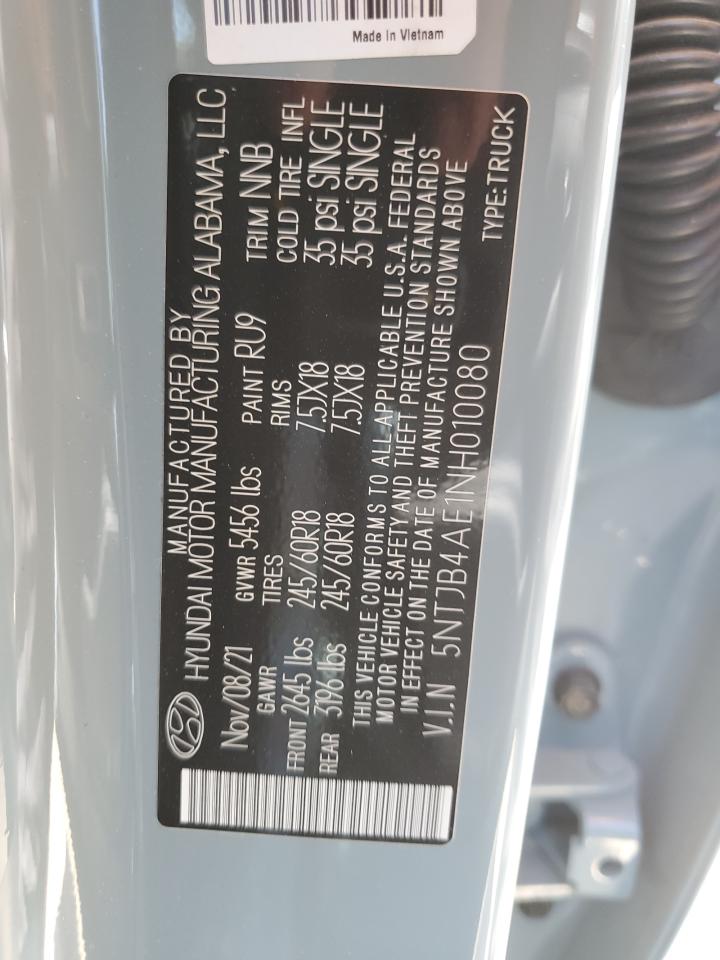 Made in Vietnam
MANUFACTURED BY
HYUNDAI MOTOR MANUFACTURING ALABAMA, LLC
Nov/08/21 GVWR 5456 lbs PAINT RU9 TRIM NNB
GAWR TIRES RIMS COLD TIRE INFL
FRONT 2645 lbs 245/60R18 7.5JX18 35 psi SINGLE
REAR 3196 lbs 245/60R18 7.5JX18 35 psi SINGLE
THIS VEHICLE CONFORMS TO ALL APPLICABLE U.S.A. FEDERAL
MOTOR VEHICLE SAFETY AND THEFT PREVENTION STANDARDS
IN EFFECT ON THE DATE OF MANUFACTURE SHOWN ABOVE
V.I.N 5NTJB4AE1NH010080
TYPE:TRUCK